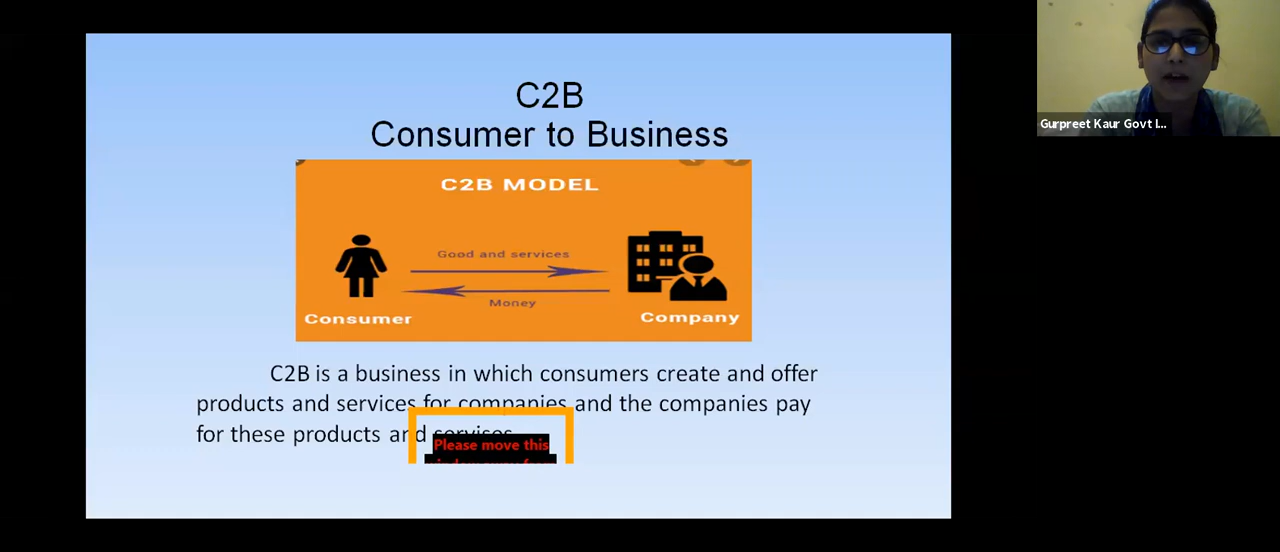 C2B
Consumer to Business
C2B MODEL
Good and services
Money
Consumer
Company
C2B is a business in which consumers create and offer
products and services for companies and the companies pay
for these products and services.
Please move this
Gurpreet Kaur Govt I...